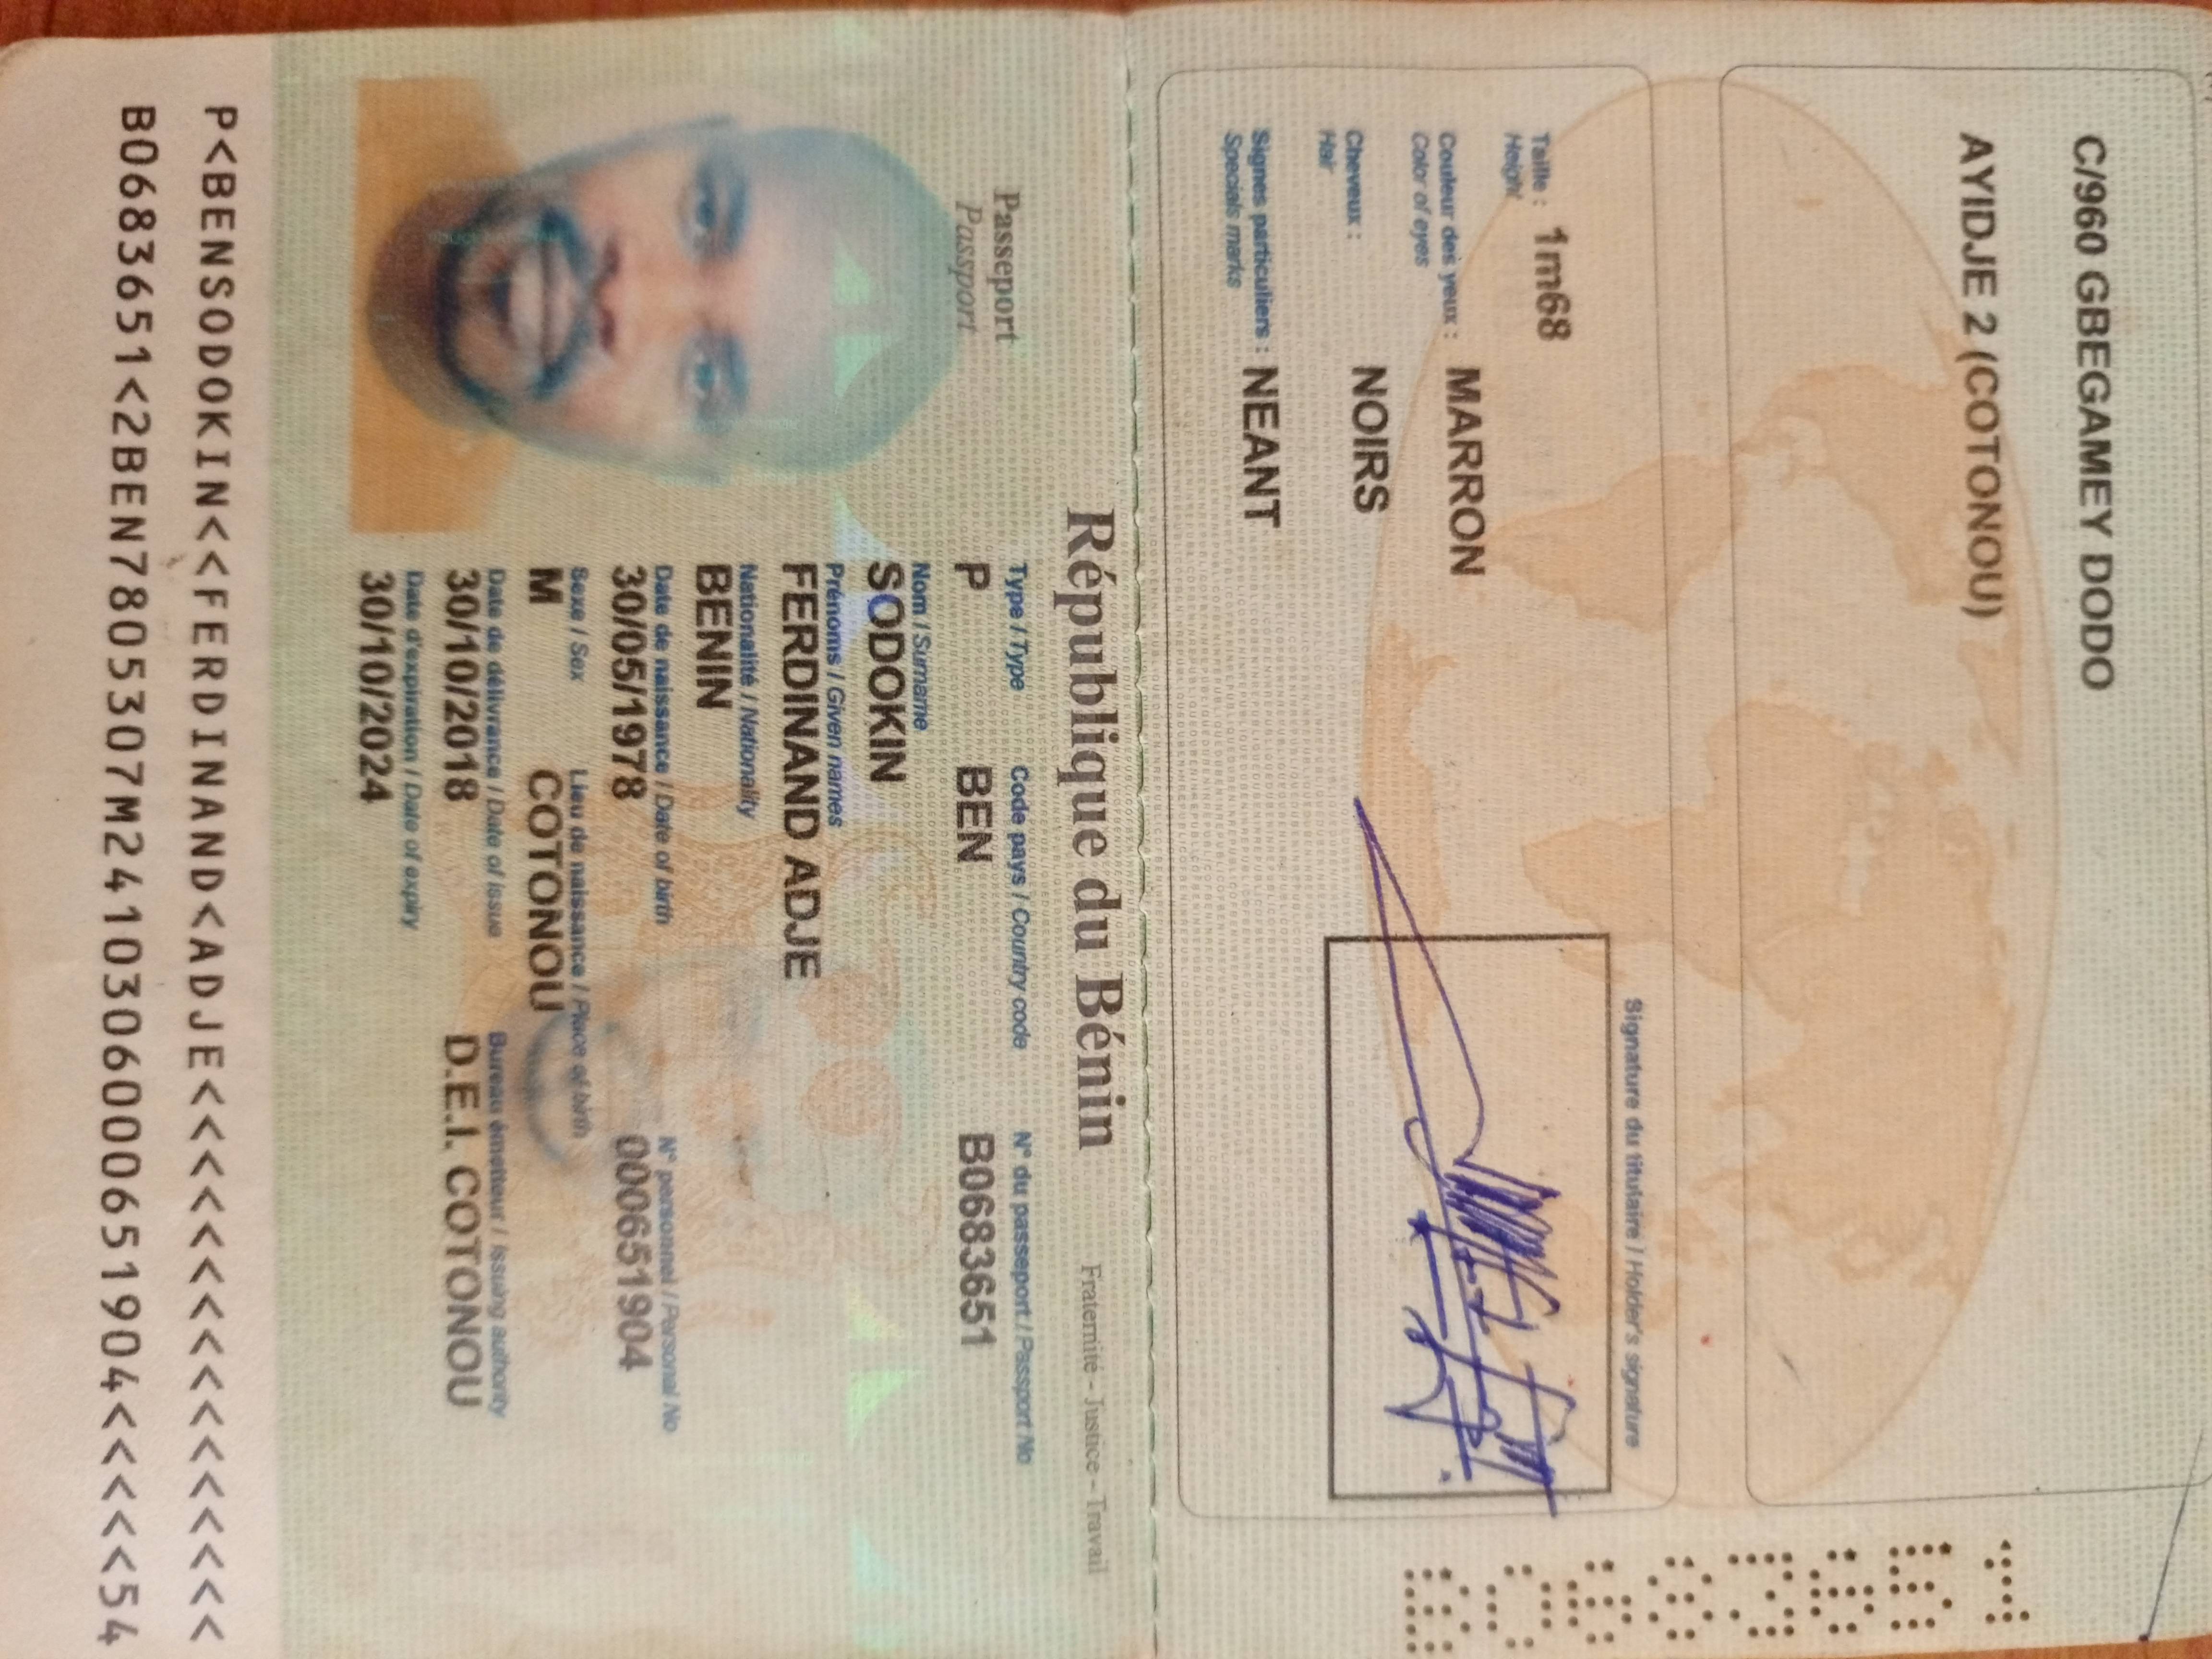 C/960 GBEGAMEY DODO
AYIDJE 2 (COTONOU)
Taille : 1m68
Height
Couleur des yeux : MARRON
Color of eyes
Cheveux : NOIRS
Hair
Signes particuliers : NEANT
Specials marks
Signature du titulaire / Holder's signature
B0683651
République du Bénin
Fraternité - Justice - Travail
Passeport
Passport
Type / Type Code pays / Country code N° du passeport / Passport No
P BEN B0683651
Nom / Surname
SODOKIN
Prénoms / Given names
FERDINAND ADJE
Nationalité / Nationality
BENIN
Date de naissance / Date of birth N° personnel / Personal No
30/05/1978 000651904
Sexe / Sex Lieu de naissance / Place of birth
M COTONOU
Date de délivrance / Date of issue Bureau émetteur / Issuing authority
30/10/2018 D.E.I. COTONOU
Date d'expiration / Date of expiry
30/10/2024
P<BENSODOKIN<<FERDINAND<ADJE<<<<<<<<<<<<<<<<
B0683651<2BEN7805307M2410306000651904<<<<<54